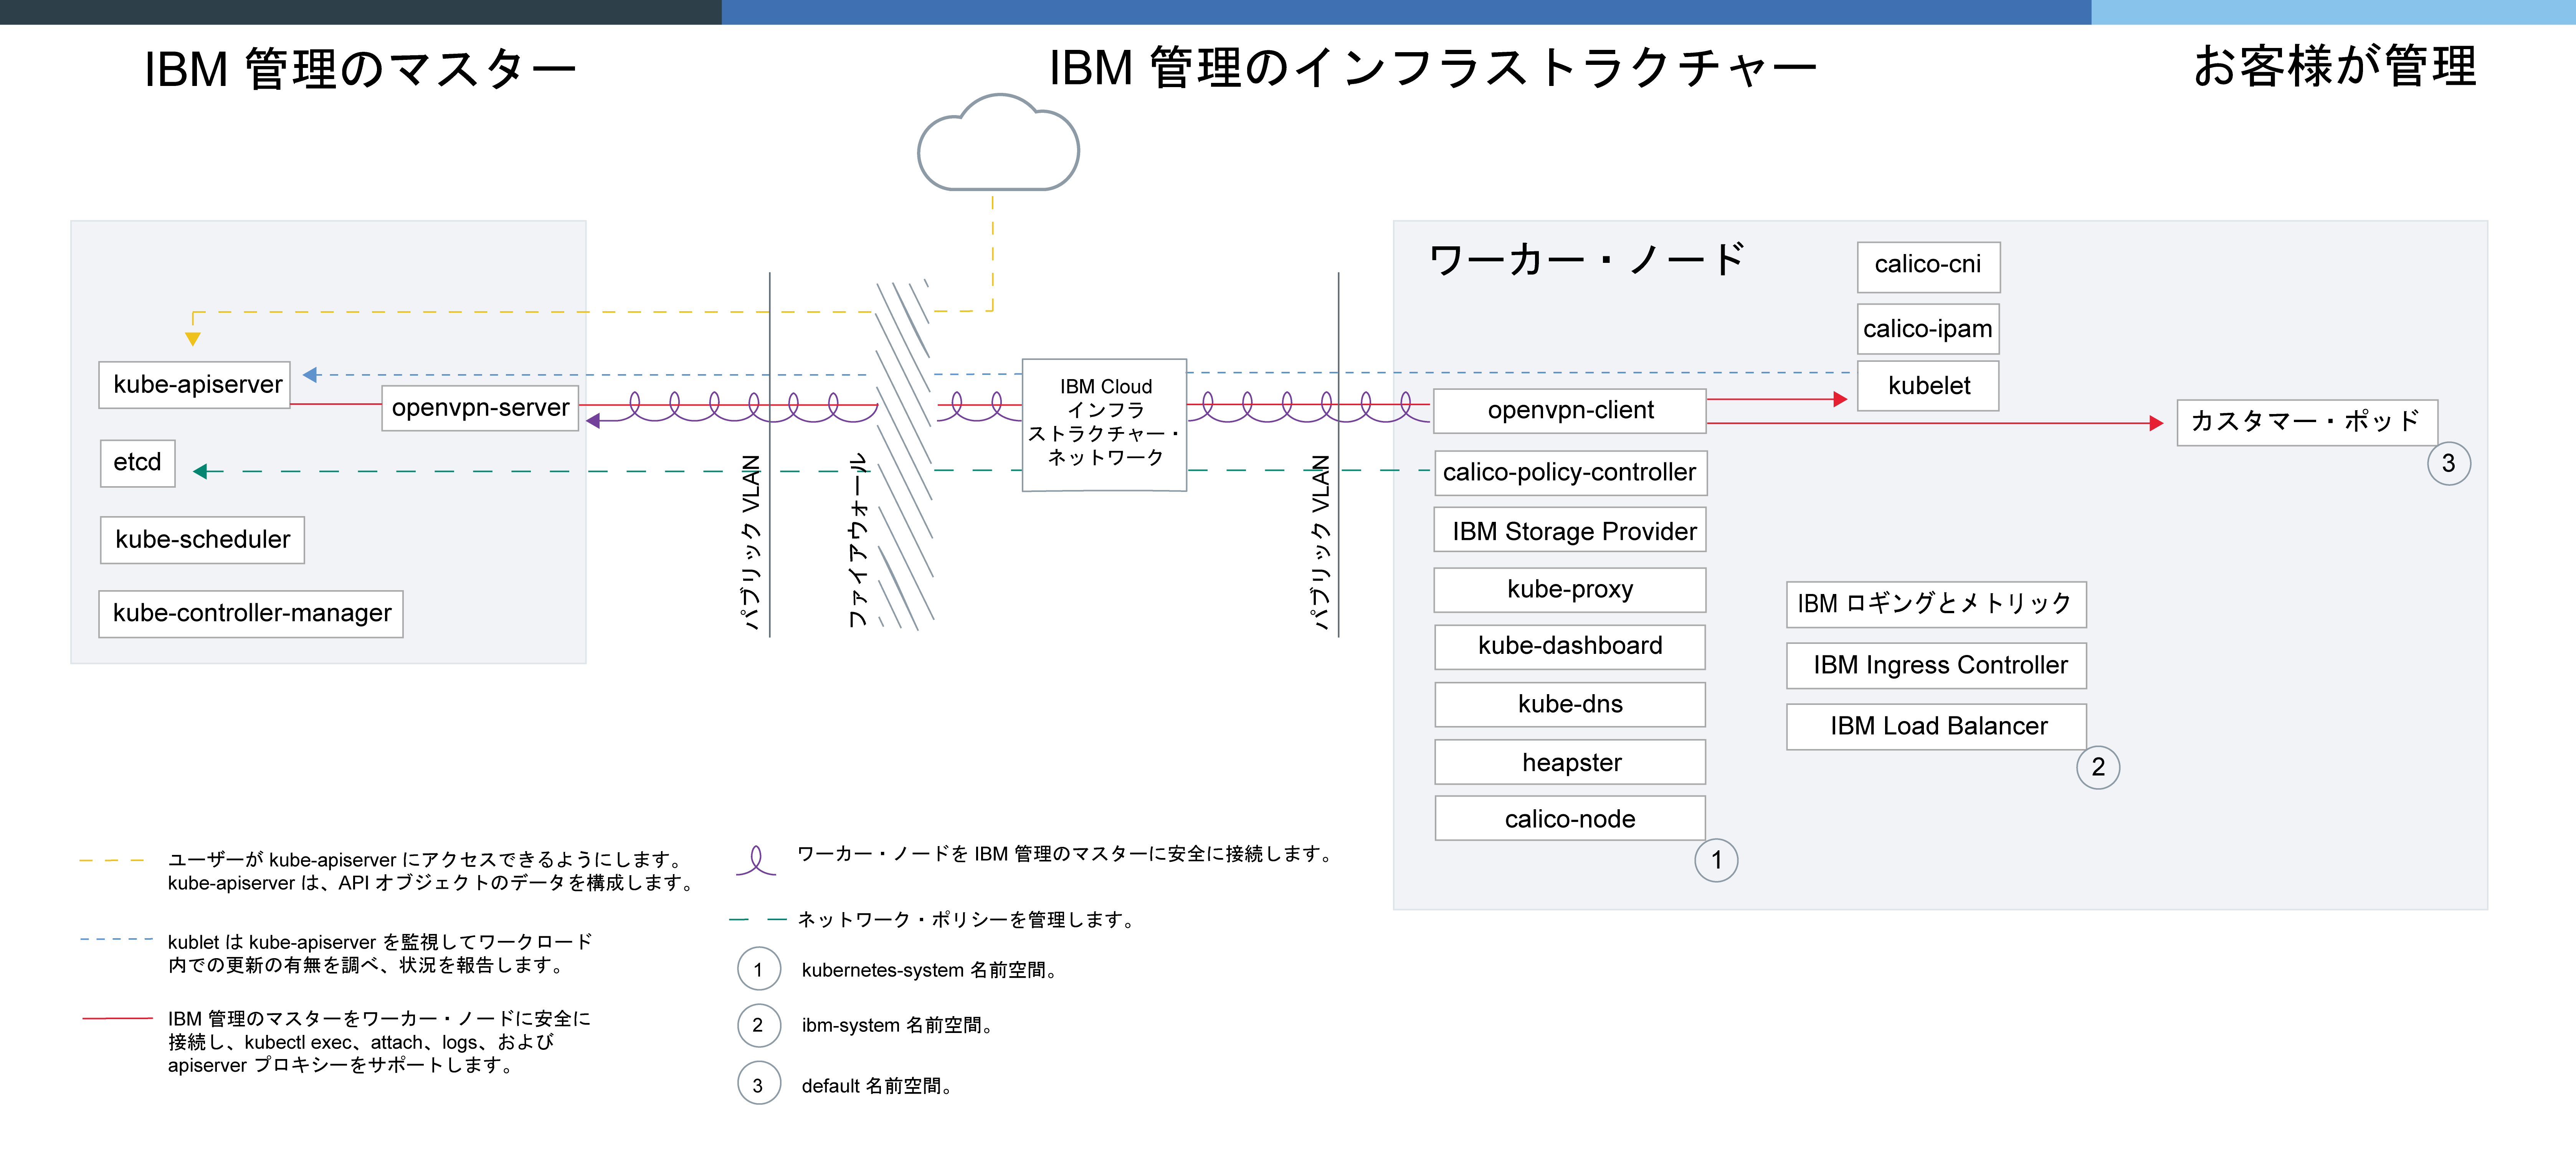 IBM 管理のマスター
IBM 管理のインフラストラクチャー
お客様が管理
kube-apiserver
openvpn-server
etcd
kube-scheduler
kube-controller-manager
パブリック VLAN
ファイアウォール
IBM Cloud
インフラ
ストラクチャー・
ネットワーク
パブリック VLAN
ワーカー・ノード
calico-cni
calico-ipam
kubelet
openvpn-client
カスタマー・ポッド
3
calico-policy-controller
IBM Storage Provider
kube-proxy
kube-dashboard
kube-dns
heapster
calico-node
1
IBM ロギングとメトリック
IBM Ingress Controller
IBM Load Balancer
2
ユーザーが kube-apiserver にアクセスできるようにします。
kube-apiserver は、API オブジェクトのデータを構成します。
kublet は kube-apiserver を監視してワークロード
内での更新の有無を調べ、状況を報告します。
IBM 管理のマスターをワーカー・ノードに安全に
接続し、kubectl exec、attach、logs、および
apiserver プロキシーをサポートします。
ワーカー・ノードを IBM 管理のマスターに安全に接続します。
ネットワーク・ポリシーを管理します。
1 kubernetes-system 名前空間。
2 ibm-system 名前空間。
3 default 名前空間。